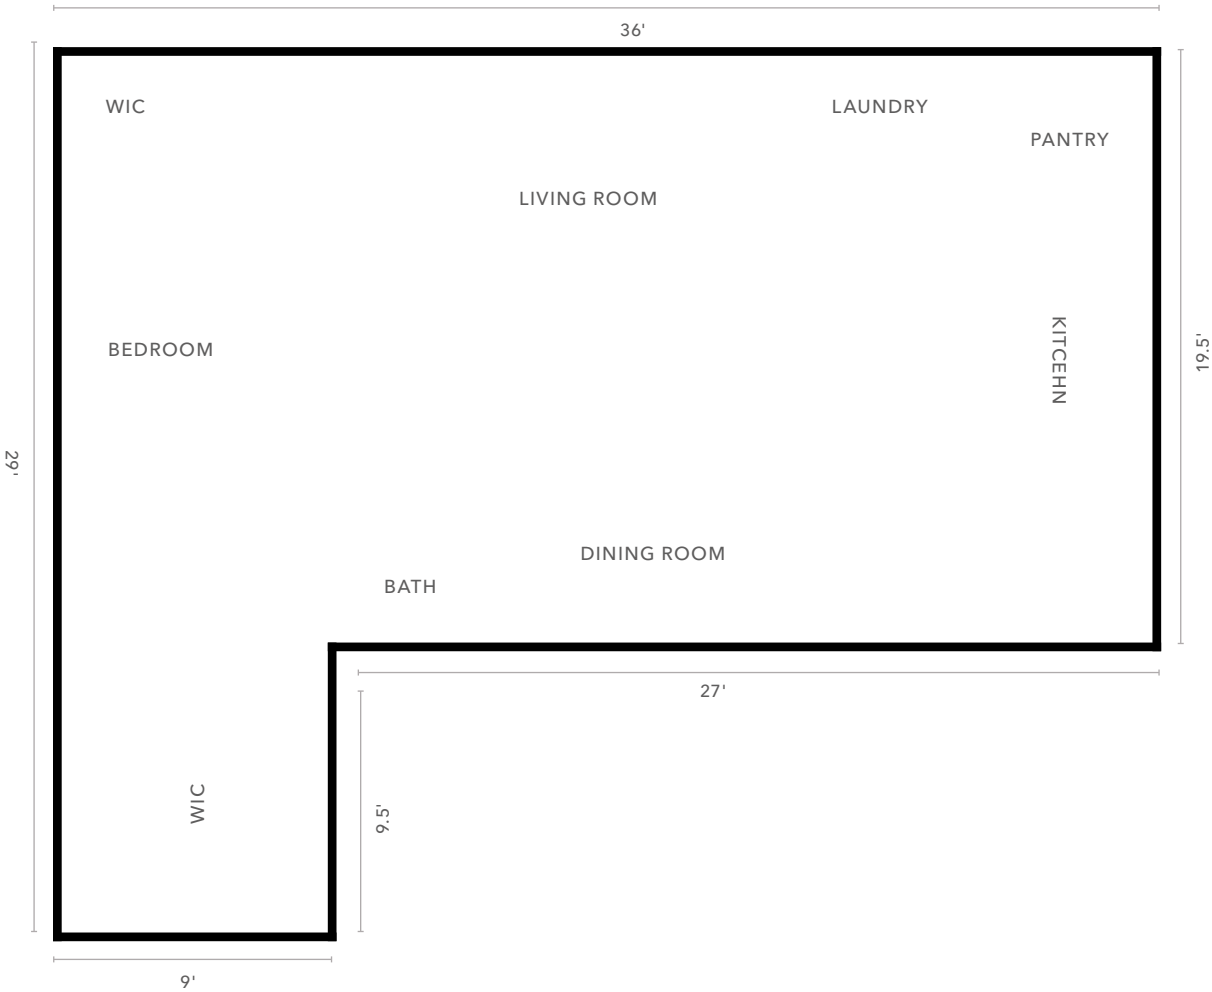 36'
WIC
LAUNDRY
PANTRY
LIVING ROOM
BEDROOM
KITCEHN
19.5'
29'
DINING ROOM
BATH
27'
WIC
9.5'
9'